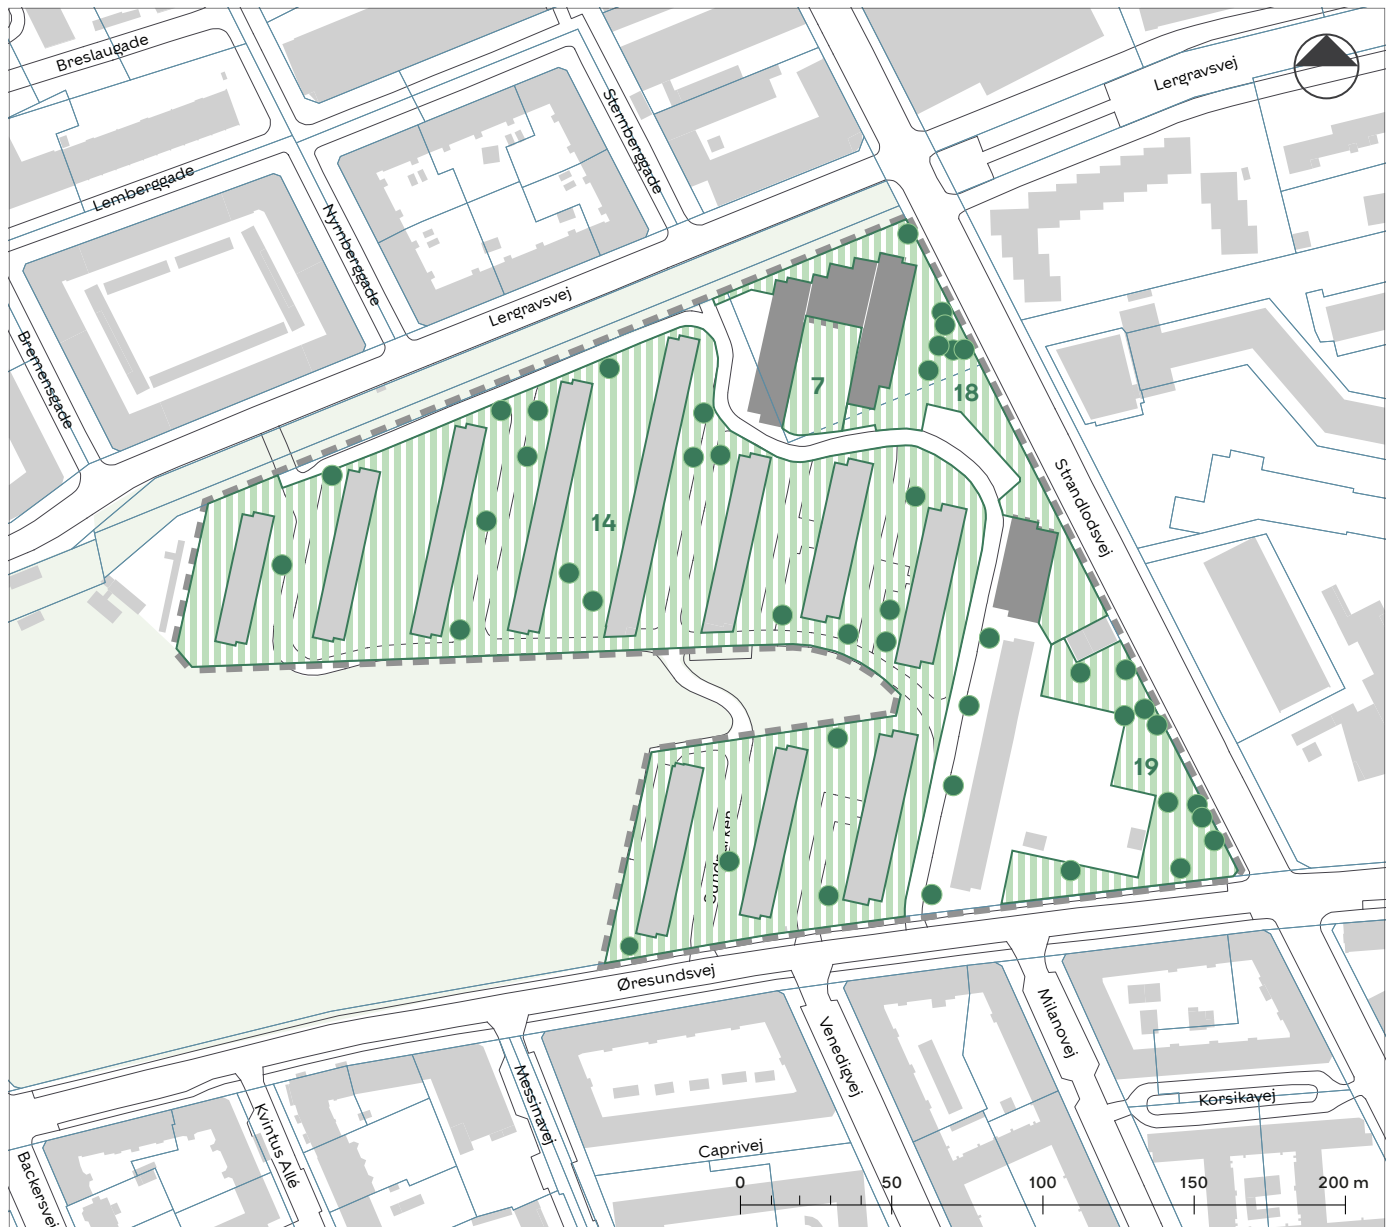 Breslaugade
Lergravsvej
Sternberggade
Lemberggade
Nyrnberggade
Lergravsvej
Bremensgade
7
18
14
Strandlodsvej
19
Øresundsvej
Milanovej
Venedigvej
Messinavej
Korsikavej
Kvintus Allé
Caprivej
Backersvej
0 50 100 150 200 m